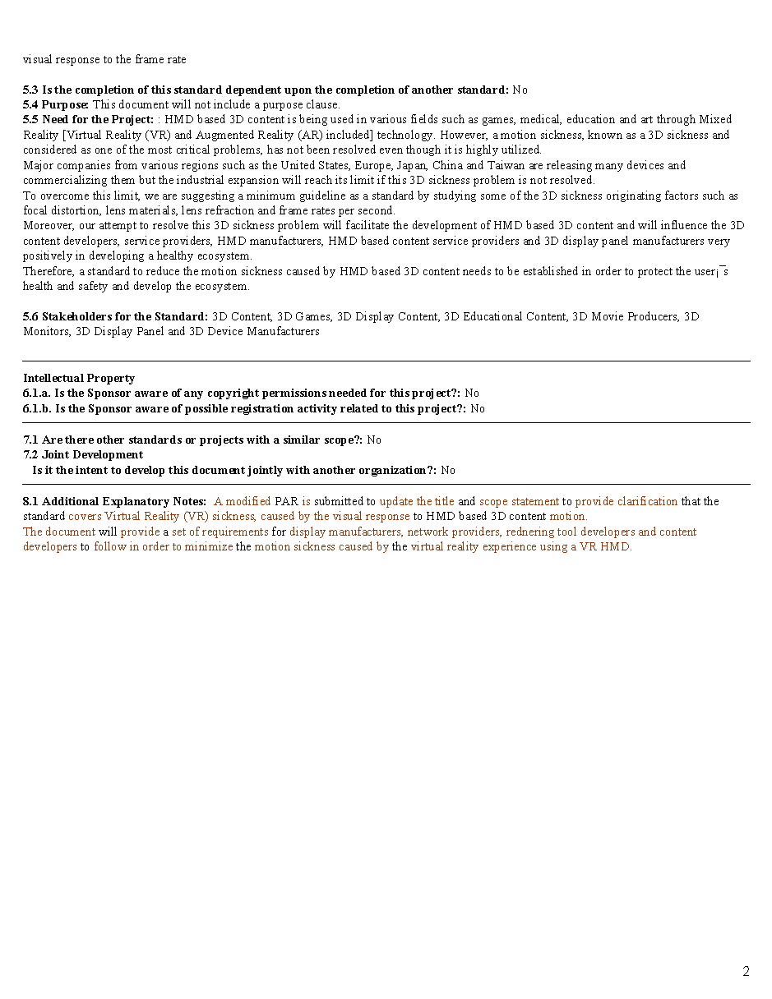 visual response to the frame rate
5.3 Is the completion of this standard dependent upon the completion of another standard: No
5.4 Purpose: This document will not include a purpose clause.
5.5 Need for the Project: : HMD based 3D content is being used in various fields such as games, medical, education and art through Mixed
Reality [Virtual Reality (VR) and Augmented Reality (AR) included] technology. However, a motion sickness, known as a 3D sickness and
considered as one of the most critical problems, has not been resolved even though it is highly utilized.
Major companies from various regions such as the United States, Europe, Japan, China and Taiwan are releasing many devices and
commercializing them but the industrial expansion will reach its limit if this 3D sickness problem is not resolved.
To overcome this limit, we are suggesting a minimum guideline as a standard by studying some of the 3D sickness originating factors such as
focal distortion, lens materials, lens refraction and frame rates per second.
Moreover, our attempt to resolve this 3D sickness problem will facilitate the development of HMD based 3D content and will influence the 3D
content developers, service providers, HMD manufacturers, HMD based content service providers and 3D display panel manufacturers very
positively in developing a healthy ecosystem.
Therefore, a standard to reduce the motion sickness caused by HMD based 3D content needs to be established in order to protect the user¡¯s
health and safety and develop the ecosystem.
5.6 Stakeholders for the Standard: 3D Content, 3D Games, 3D Display Content, 3D Educational Content, 3D Movie Producers, 3D
Monitors, 3D Display Panel and 3D Device Manufacturers
Intellectual Property
6.1.a. Is the Sponsor aware of any copyright permissions needed for this project?: No
6.1.b. Is the Sponsor aware of possible registration activity related to this project?: No
7.1 Are there other standards or projects with a similar scope?: No
7.2 Joint Development
Is it the intent to develop this document jointly with another organization?: No
8.1 Additional Explanatory Notes: A modified PAR is submitted to update the title and scope statement to provide clarification that the
standard covers Virtual Reality (VR) sickness, caused by the visual response to HMD based 3D content motion.
The document will provide a set of requirements for display manufacturers, network providers, rednering tool developers and content
developers to follow in order to minimize the motion sickness caused by the virtual reality experience using a VR HMD.
2